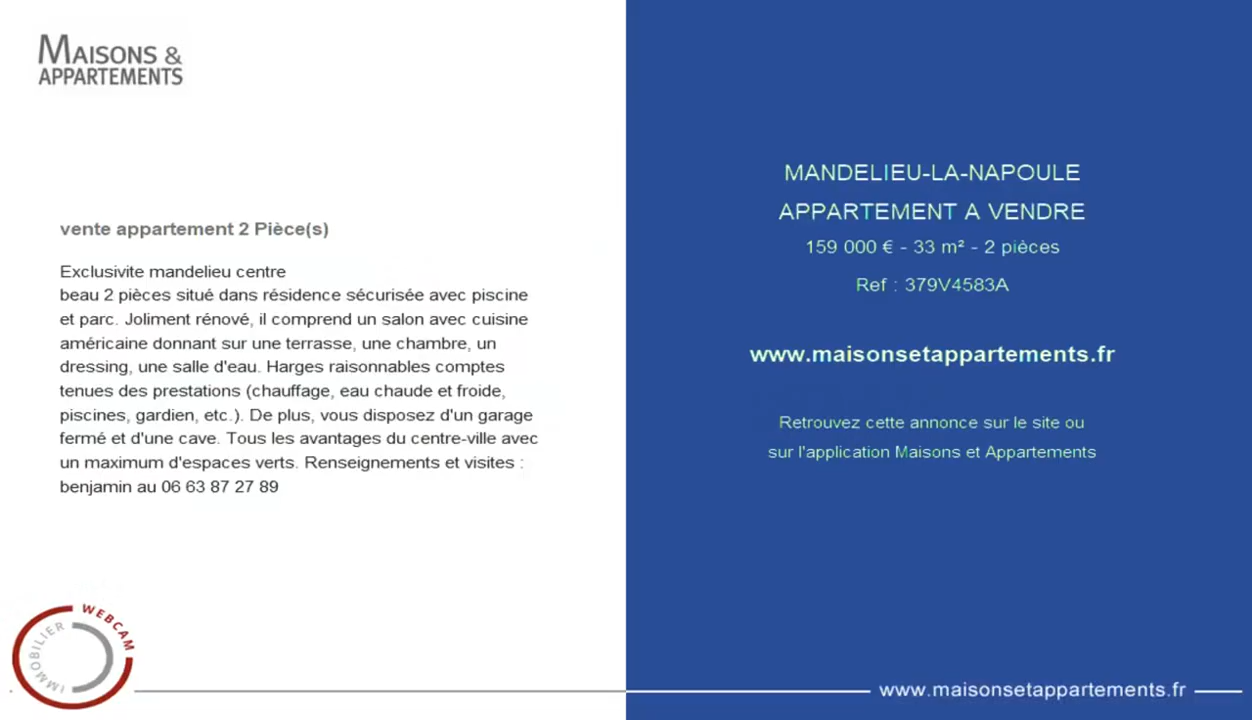 MAISONS &
APPARTEMENTS
vente appartement 2 Pièce(s)
Exclusivite mandelieu centre
beau 2 pièces situé dans résidence sécurisée avec piscine
et parc. Joliment rénové, il comprend un salon avec cuisine
américaine donnant sur une terrasse, une chambre, un
dressing, une salle d'eau. Harges raisonnables comptes
tenues des prestations (chauffage, eau chaude et froide,
piscines, gardien, etc.). De plus, vous disposez d'un garage
fermé et d'une cave. Tous les avantages du centre-ville avec
un maximum d'espaces verts. Renseignements et visites :
benjamin au 06 63 87 27 89
WEBCAM
IMMOBILIER
MANDELIEU-LA-NAPOULE
APPARTEMENT A VENDRE
159 000 € - 33 m² - 2 pièces
Ref : 379V4583A
www.maisonsetappartements.fr
Retrouvez cette annonce sur le site ou
sur l'application Maisons et Appartements
www.maisonsetappartements.fr